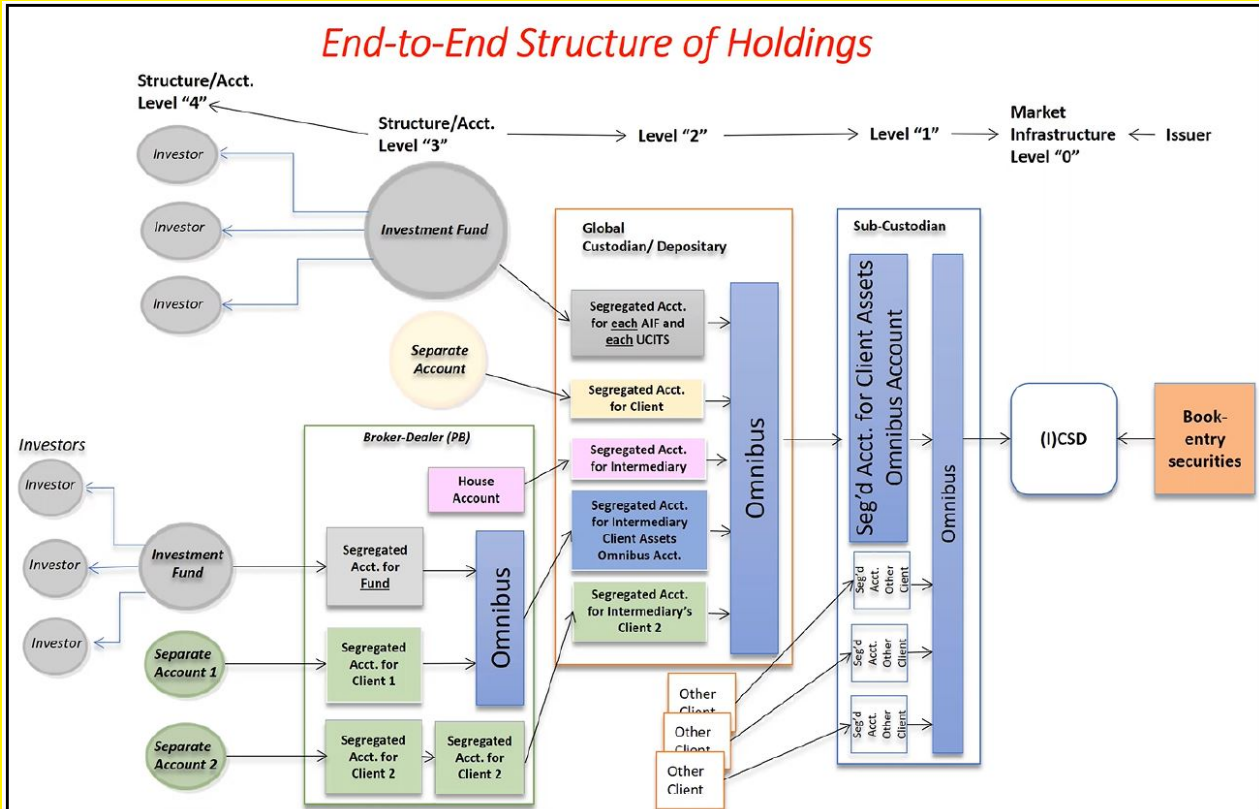 End-to-End Structure of Holdings
Structure/Acct.
Level “4”
Structure/Acct.
Level “3”
Level “2”
Level “1”
Market
Infrastructure
Level “0”
Issuer
Investor
Investor
Investor
Investment Fund
Separate
Account
Global
Custodian/ Depositary
Segregated Acct.
for each AIF and
each UCITS
Segregated Acct.
for Client
Segregated Acct.
for Intermediary
Segregated Acct.
for Intermediary
Client Assets
Omnibus Acct.
Segregated Acct.
for Intermediary's
Client 2
Omnibus
Sub-Custodian
Seg'd Acct. for Client Assets
Omnibus Account
Omnibus
Seg'd
Acct.
Other
Cient
Seg'd
Acct.
Other
Client
Seg'd
Acct.
Other
Client
(I)CSD
Book-
entry
securities
Investors
Investor
Investor
Investor
Investment
Fund
Separate
Account 1
Separate
Account 2
Broker-Dealer (PB)
House
Account
Segregated
Acct. for
Fund
Segregated
Acct. for
Client 1
Segregated
Acct. for
Client 2
Segregated
Acct. for
Client 2
Omnibus
Other
Client
Other
Client
Other
Client